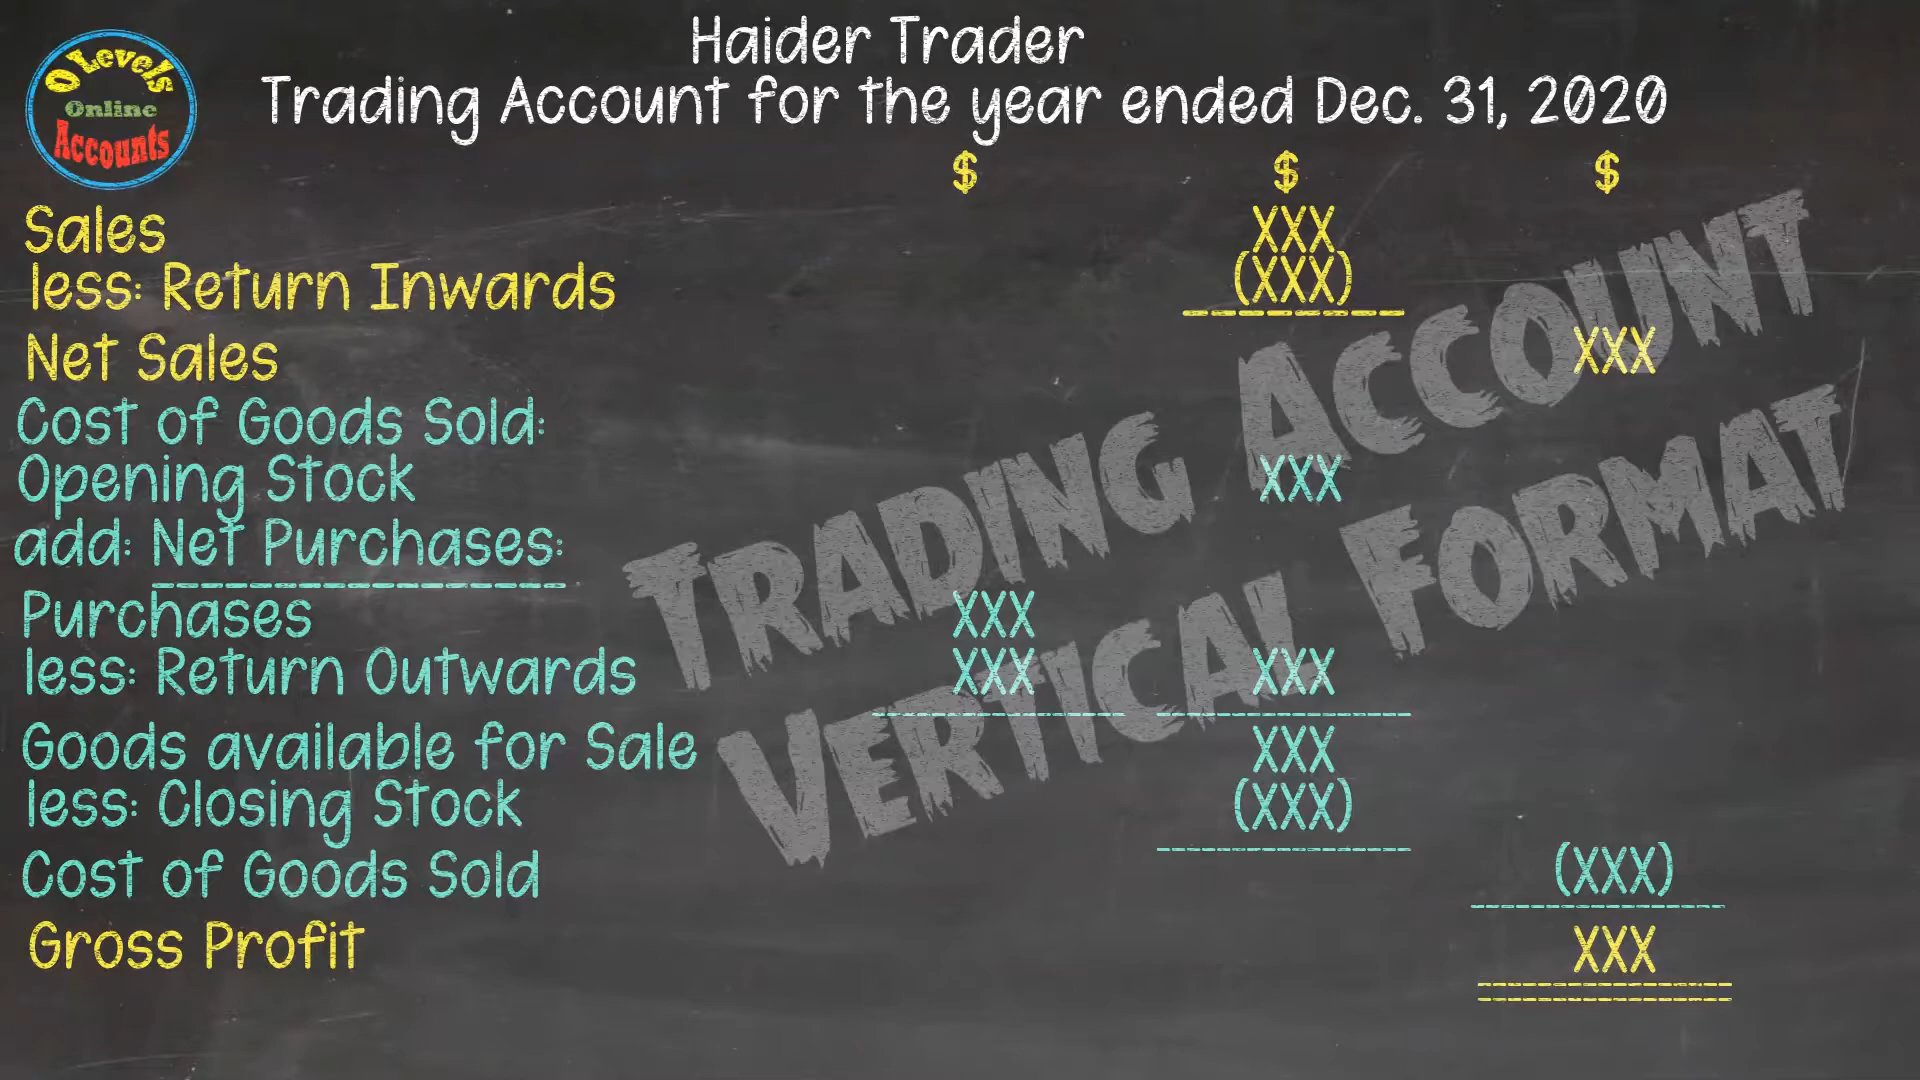 O Levels
Online
Accounts
Haider Trader
Trading Account for the year ended Dec. 31, 2020
$ $ $
Sales XXX
less: Return Inwards (XXX)
Net Sales XXX
Cost of Goods Sold:
Opening Stock XXX
add: Net Purchases:
Purchases XXX
less: Return Outwards XXX XXX
Goods available for Sale XXX
less: Closing Stock (XXX)
Cost of Goods Sold (XXX)
Gross Profit XXX
TRADING ACCOUNT
VERTICAL FORMAT